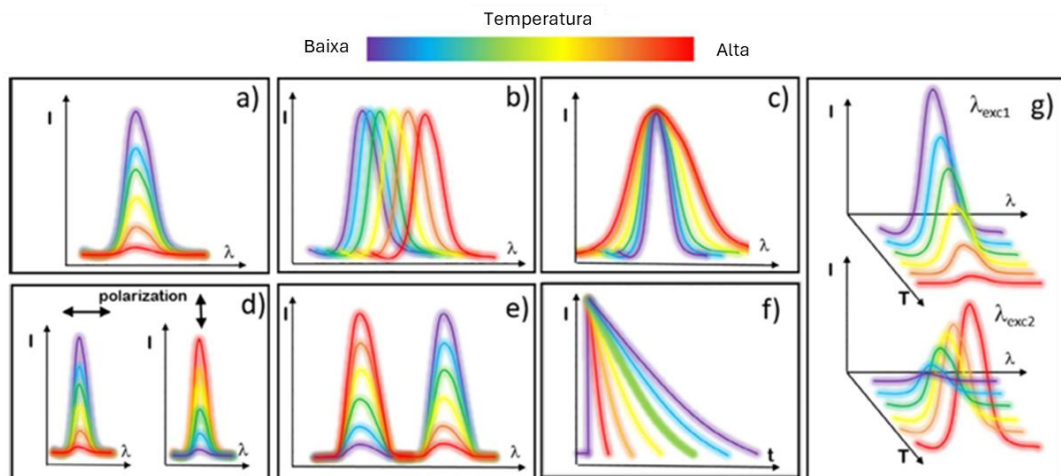 Temperatura
Baixa
Alta
a)
I
λ
b)
I
λ
c)
I
λ
g)
λexc1
I
λ
T
λexc2
I
λ
T
polarization
d)
I
λ
I
λ
e)
I
λ
f)
I
t